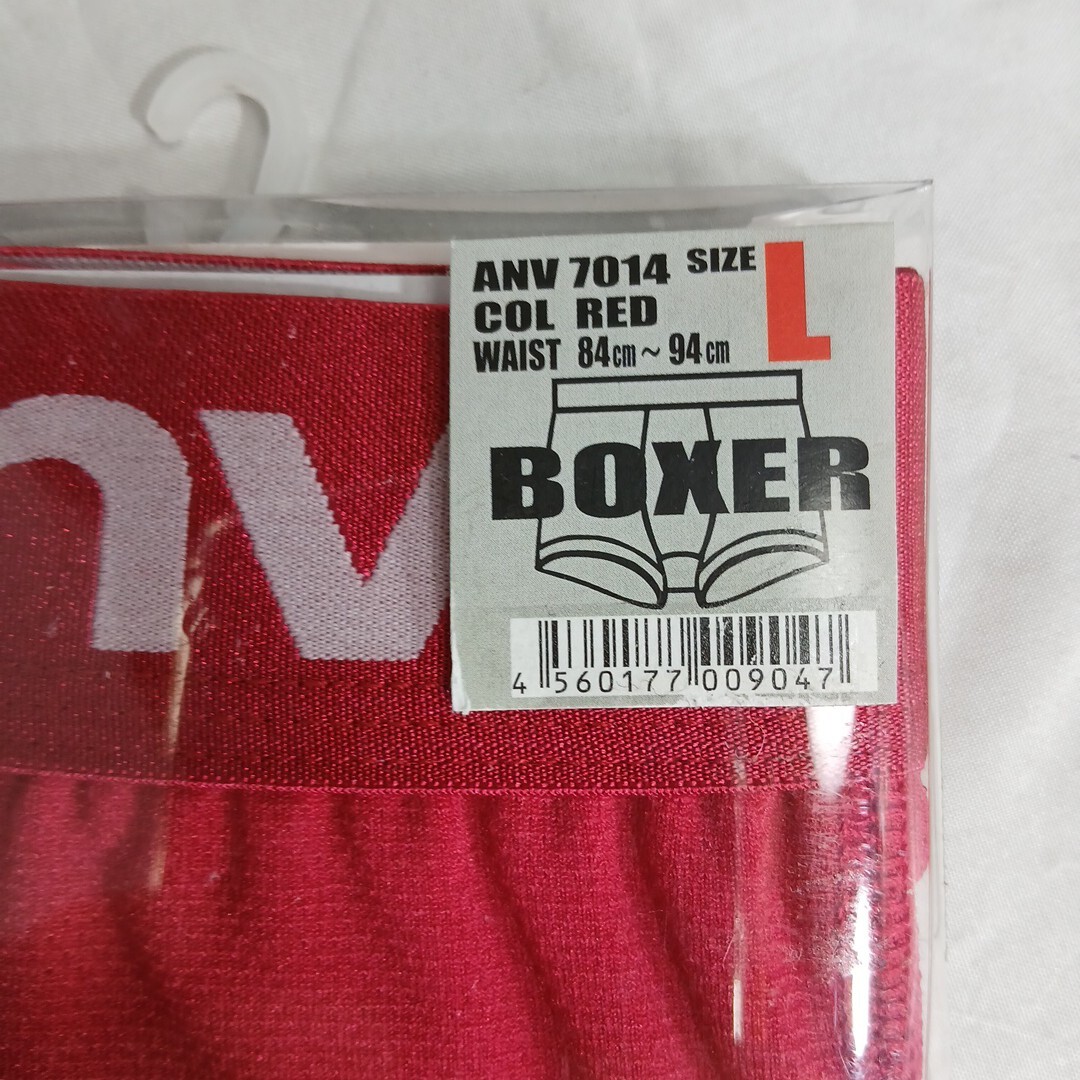 ANV 7014 SIZE L
COL RED
WAIST 84cm~94cm
BOXER
4 560177 009047
nv